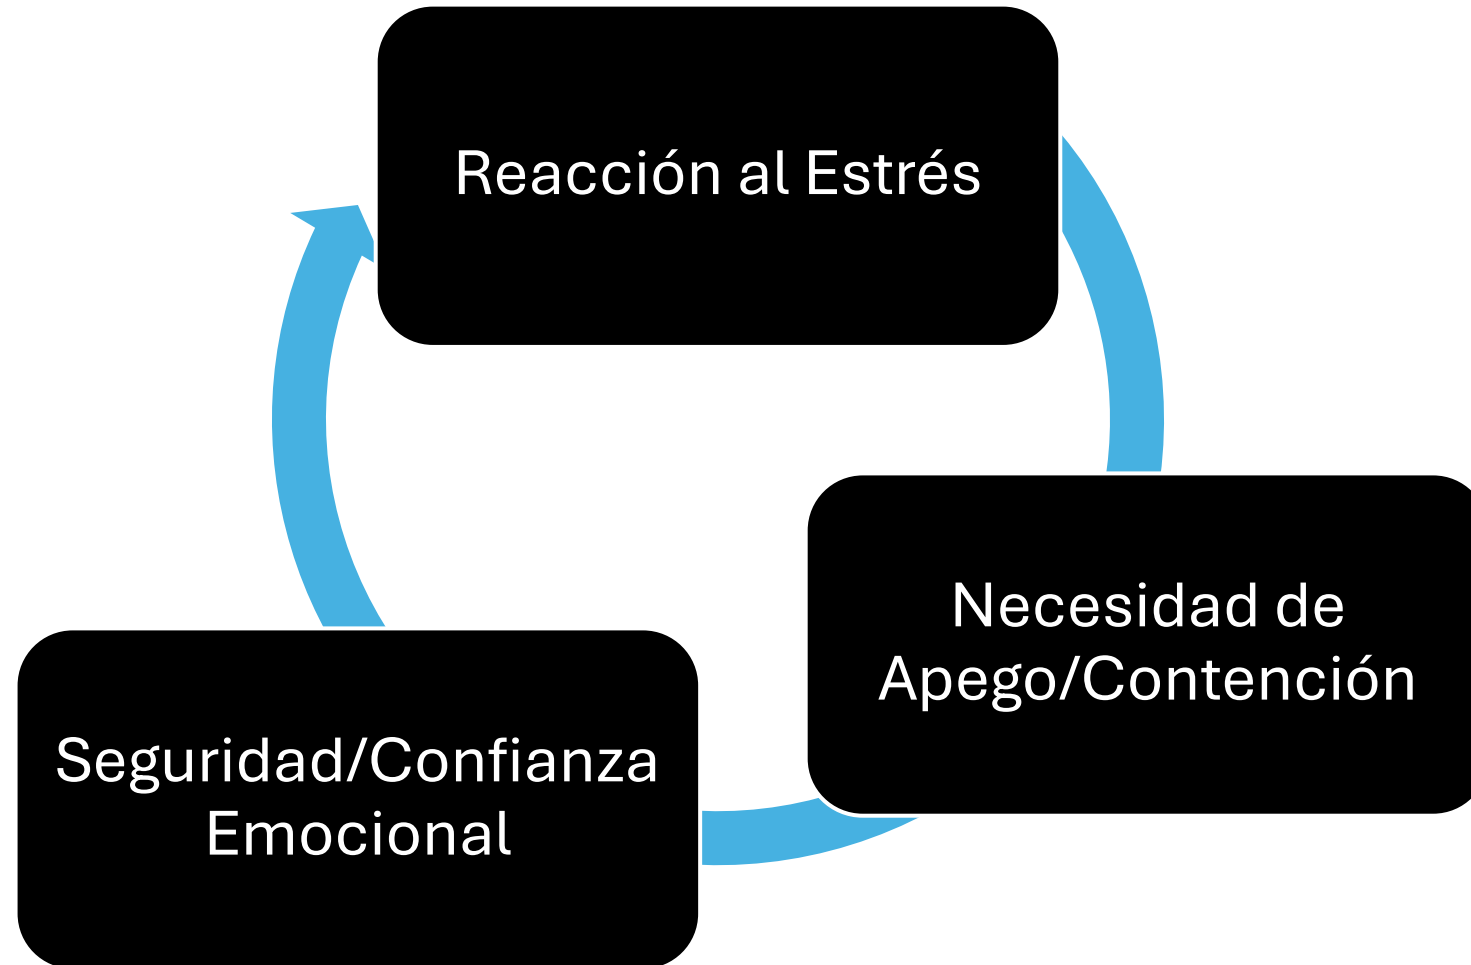 Reacción al Estrés
Necesidad de
Apego/Contención
Seguridad/Confianza
Emocional